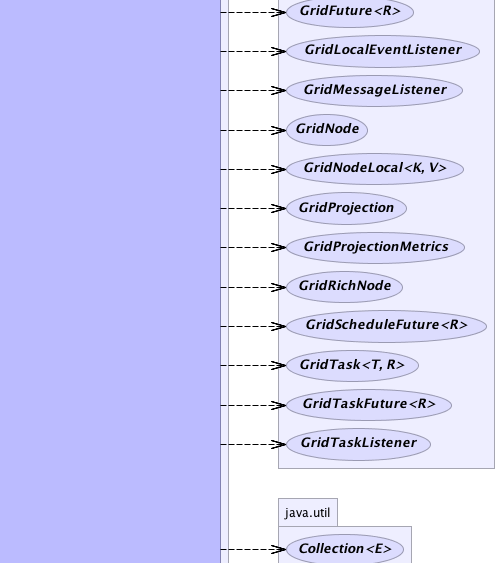 GridFuture<R>
GridLocalEventListener
GridMessageListener
GridNode
GridNodeLocal<K, V>
GridProjection
GridProjectionMetrics
GridRichNode
GridScheduleFuture<R>
GridTask<T, R>
GridTaskFuture<R>
GridTaskListener
java.util
Collection<E>